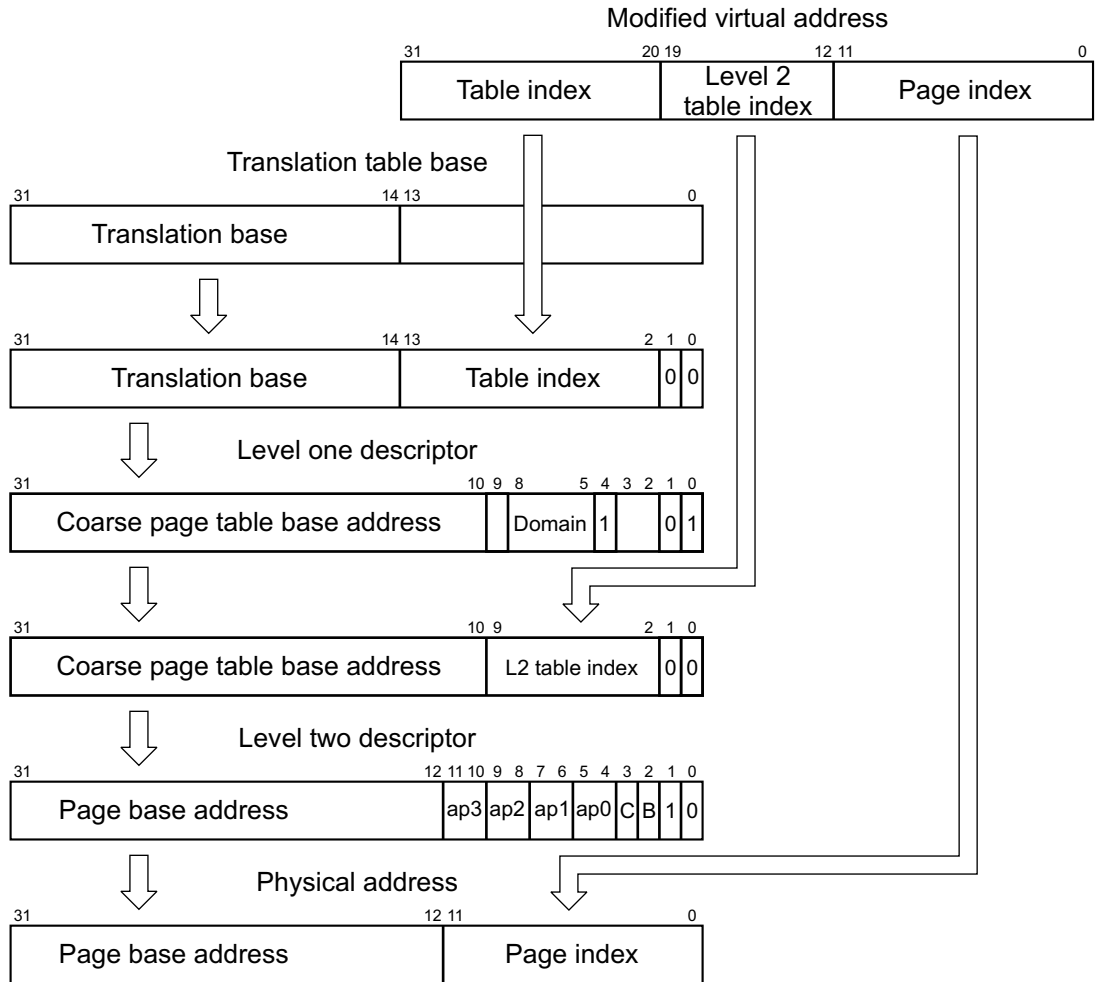 Modified virtual address
31 20 19 12 11 0
Table index Level 2 table index Page index
Translation table base
31 14 13 0
Translation base
31 14 13 2 1 0
Translation base Table index 0 0
Level one descriptor
31 10 9 8 5 4 3 2 1 0
Coarse page table base address Domain 1 0 1
31 10 9 2 1 0
Coarse page table base address L2 table index 0 0
Level two descriptor
31 12 11 10 9 8 7 6 5 4 3 2 1 0
Page base address ap3 ap2 ap1 ap0 C B 1 0
Physical address
31 12 11 0
Page base address Page index